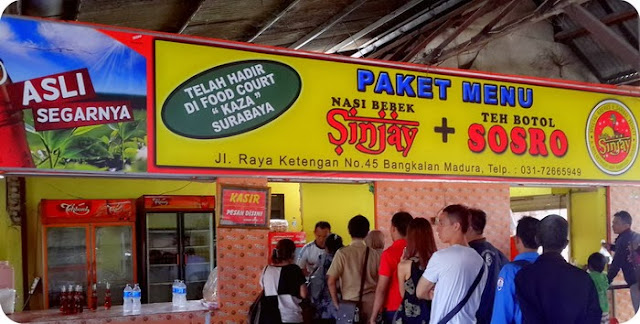 ASLI
SEGARNYA
TELAH HADIR
DI FOOD COURT
" KAZA "
SURABAYA
PAKET MENU
NASI BEBEK
Sinjay
+
TEH BOTOL
SOSRO
Jl. Raya Ketengan No.45 Bangkalan Madura, Telp. : 031-72665949
Sinjay
KASIR
PESAN DISINI